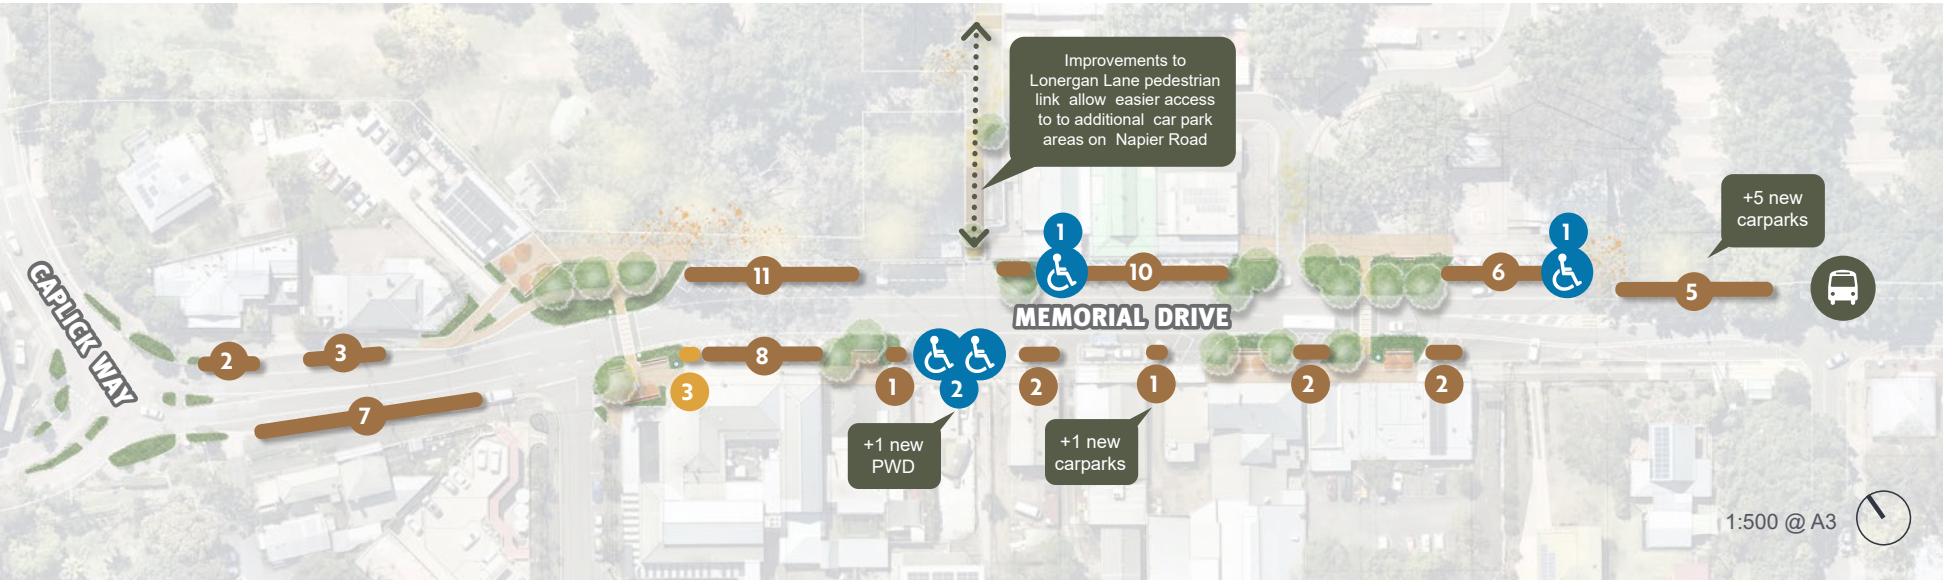 Improvements to
Lonergan Lane pedestrian
link allow easier access
to to additional car park
areas on Napier Road
+5 new
carparks
1
1
11
10
6
5
CAPLICK WAY
MEMORIAL DRIVE
2
3
8
7
3
1
2
2
1
2
2
+1 new
PWD
+1 new
carparks
1:500 @ A3